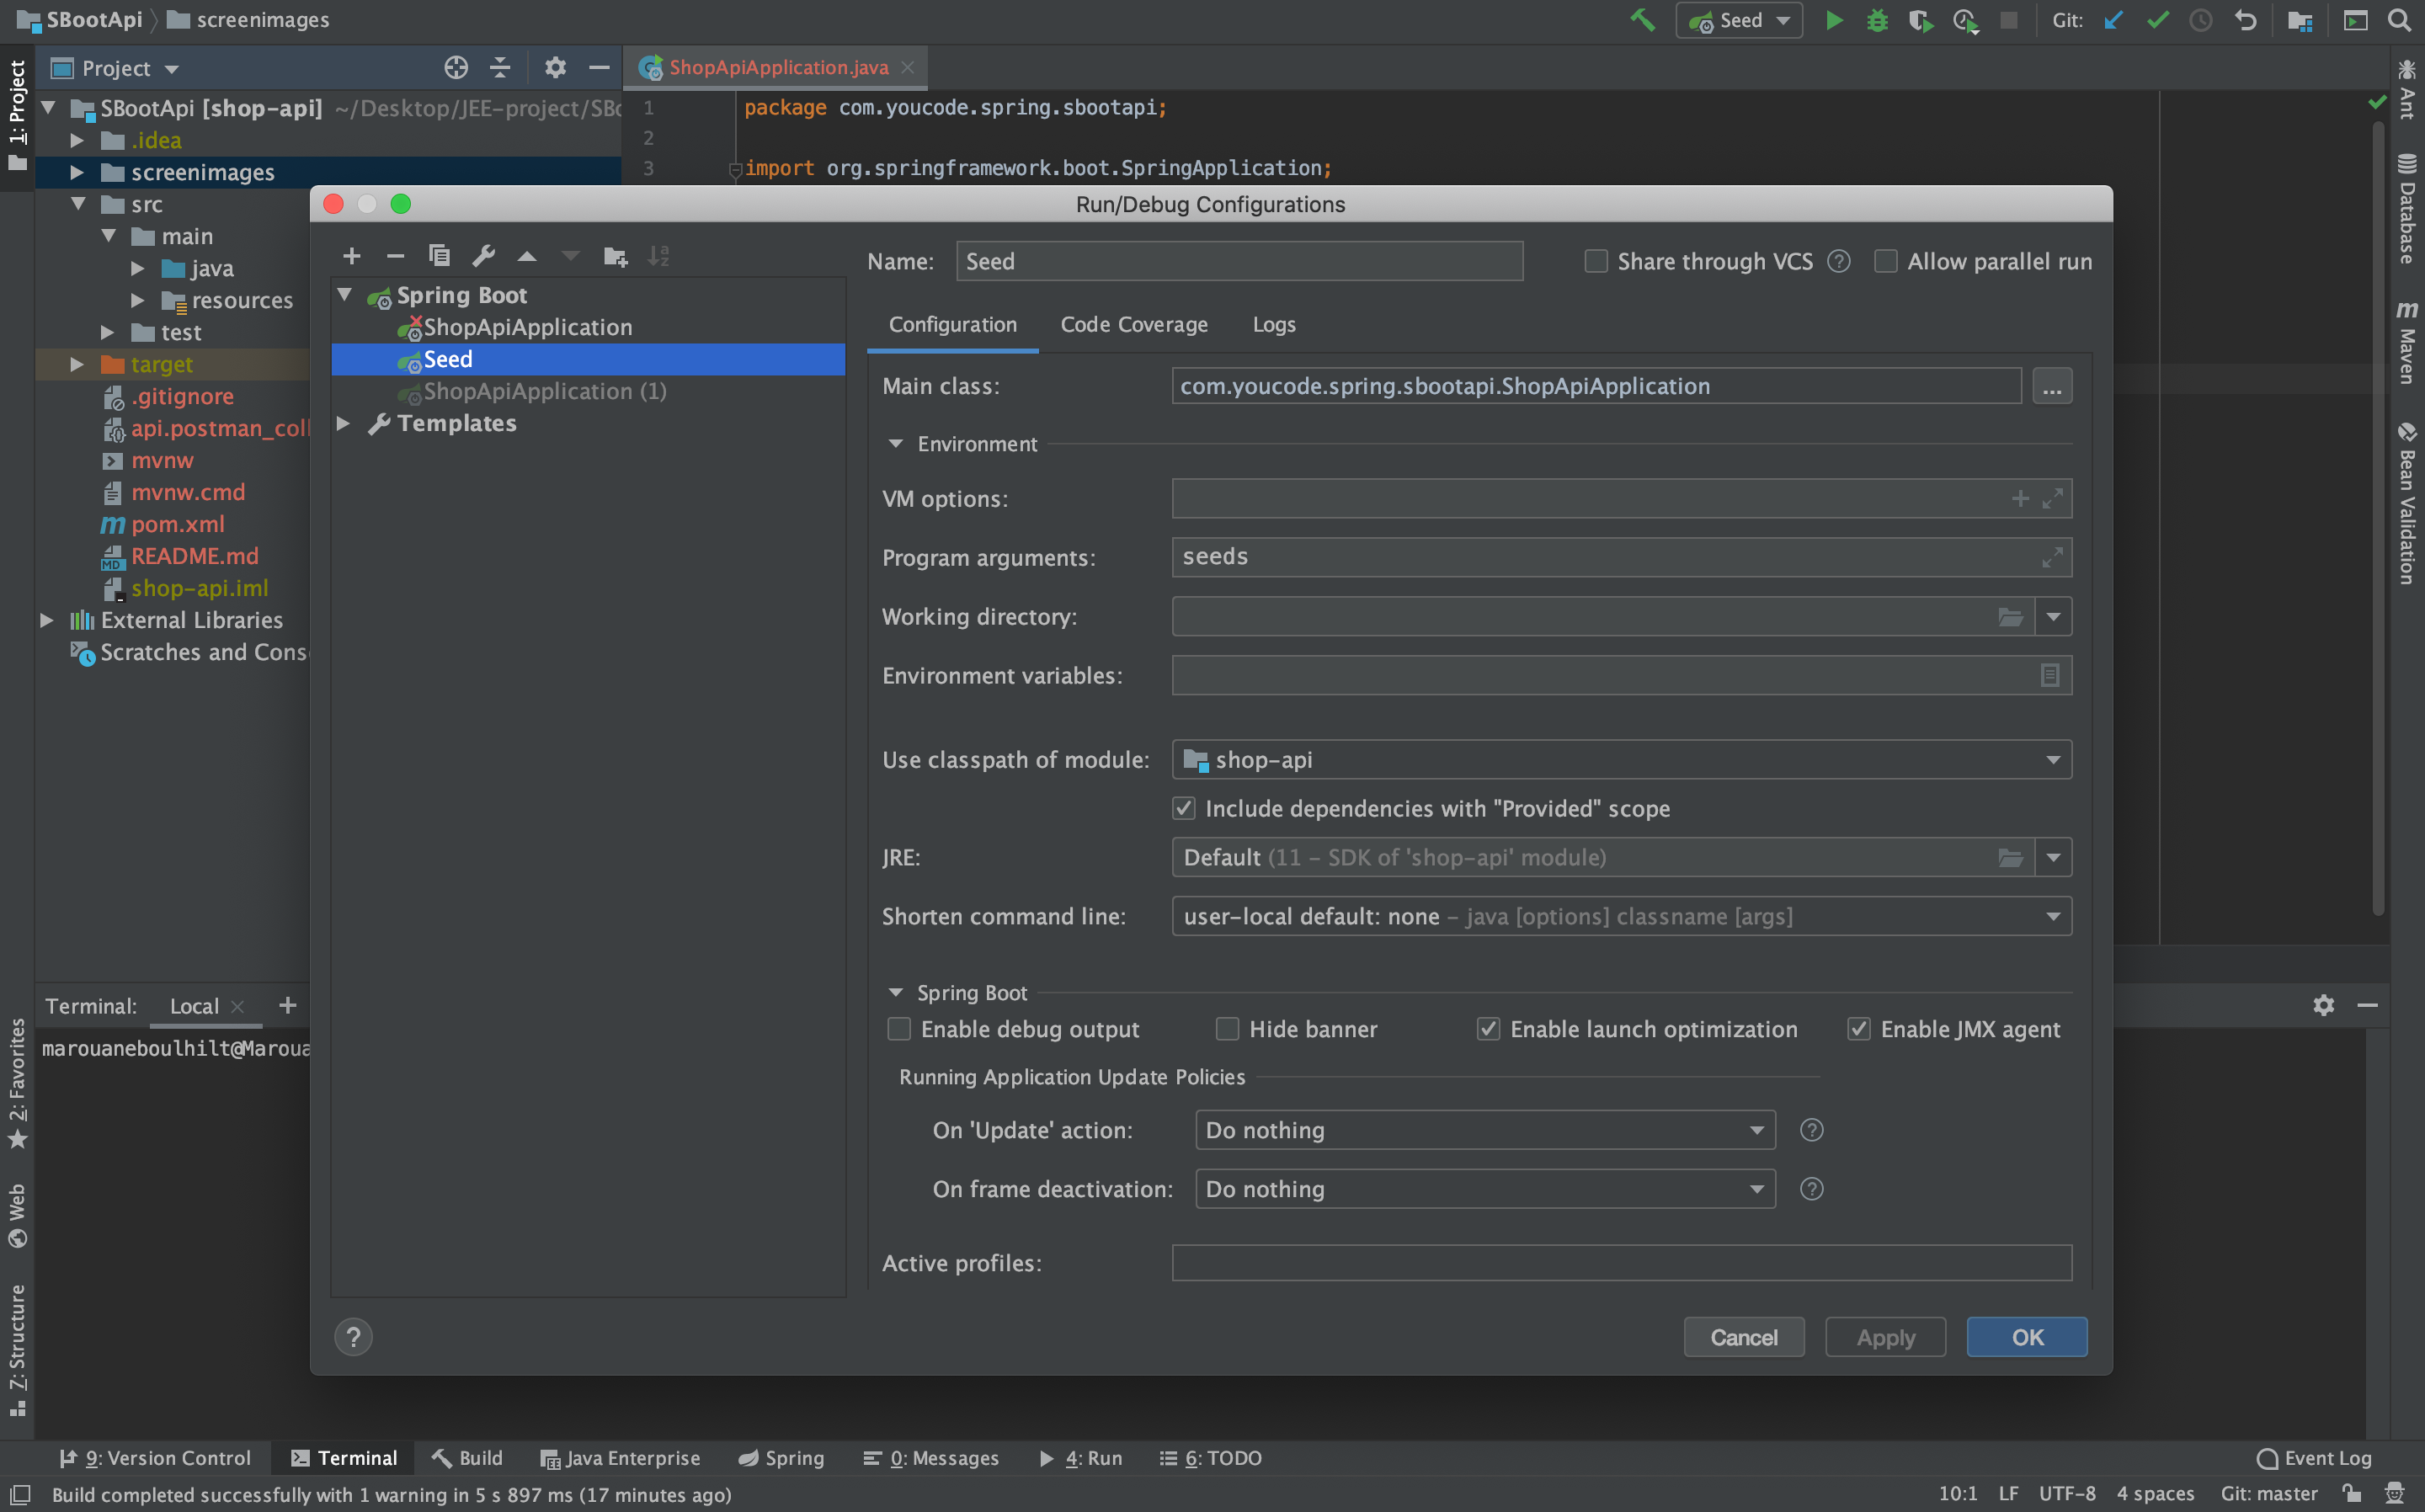 SBootApi screenimages
Seed
Git:
1: Project
Project
ShopApiApplication.java
SBootApi [shop-api] ~/Desktop/JEE-project/SBo
.idea
screenimages
src
main
java
resources
test
target
.gitignore
api.postman_coll
mvnw
mvnw.cmd
pom.xml
README.md
shop-api.iml
External Libraries
Scratches and Cons
1 package com.youcode.spring.sbootapi;
2
3 import org.springframework.boot.SpringApplication;
Ant
Database
Maven
Bean Validation
Run/Debug Configurations
Spring Boot
ShopApiApplication
Seed
ShopApiApplication (1)
Templates
Name: Seed
Share through VCS
Allow parallel run
Configuration Code Coverage Logs
Main class: com.youcode.spring.sbootapi.ShopApiApplication ...
Environment
VM options:
Program arguments: seeds
Working directory:
Environment variables:
Use classpath of module: shop-api
Include dependencies with "Provided" scope
JRE: Default (11 - SDK of 'shop-api' module)
Shorten command line: user-local default: none - java [options] classname [args]
Spring Boot
Enable debug output Hide banner Enable launch optimization Enable JMX agent
Running Application Update Policies
On 'Update' action: Do nothing
On frame deactivation: Do nothing
Active profiles:
? Cancel Apply OK
Terminal: Local
marouaneboulhilt@Maroua
2: Favorites
Web
Z: Structure
9: Version Control Terminal Build Java Enterprise Spring 0: Messages 4: Run 6: TODO Event Log
Build completed successfully with 1 warning in 5 s 897 ms (17 minutes ago) 10:1 LF UTF-8 4 spaces Git: master